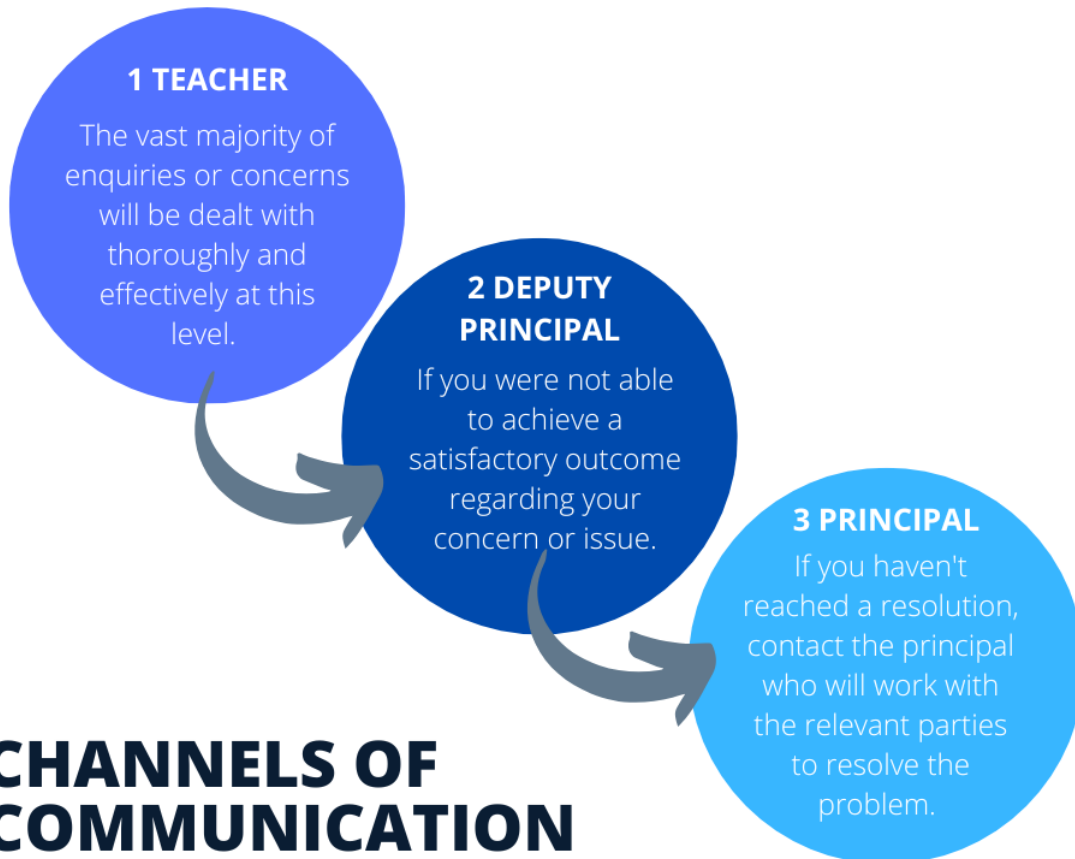 1 TEACHER
The vast majority of
enquiries or concerns
will be dealt with
thoroughly and
effectively at this
level.
2 DEPUTY
PRINCIPAL
If you were not able
to achieve a
satisfactory outcome
regarding your
concern or issue.
3 PRINCIPAL
If you haven't
reached a resolution,
contact the principal
who will work with
the relevant parties
to resolve the
problem.
CHANNELS OF
COMMUNICATION